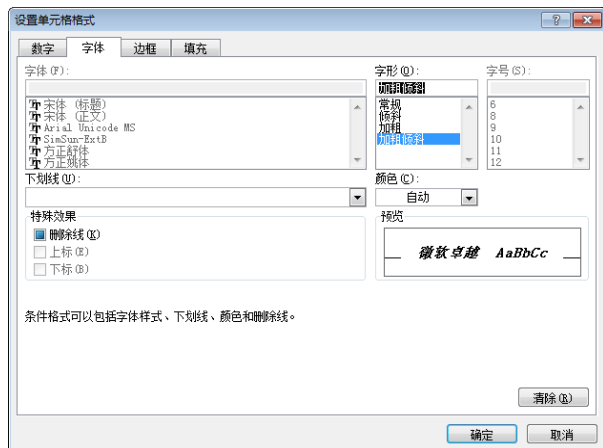 设置单元格格式
数字 字体 边框 填充
字体(F): 字形(O): 字号(S):
加粗倾斜
宋体 (标题) 常规 6
宋体 (正文) 倾斜 8
Arial Unicode MS 加粗 9
SimSun-ExtB 加粗倾斜 10
方正舒体 11
方正姚体 12
下划线(U): 颜色(C):
自动
特殊效果 预览
删除线(K)
上标(E) 微软卓越 AaBbCc
下标(B)
条件格式可以包括字体样式、下划线、颜色和删除线。
清除(R)
确定 取消